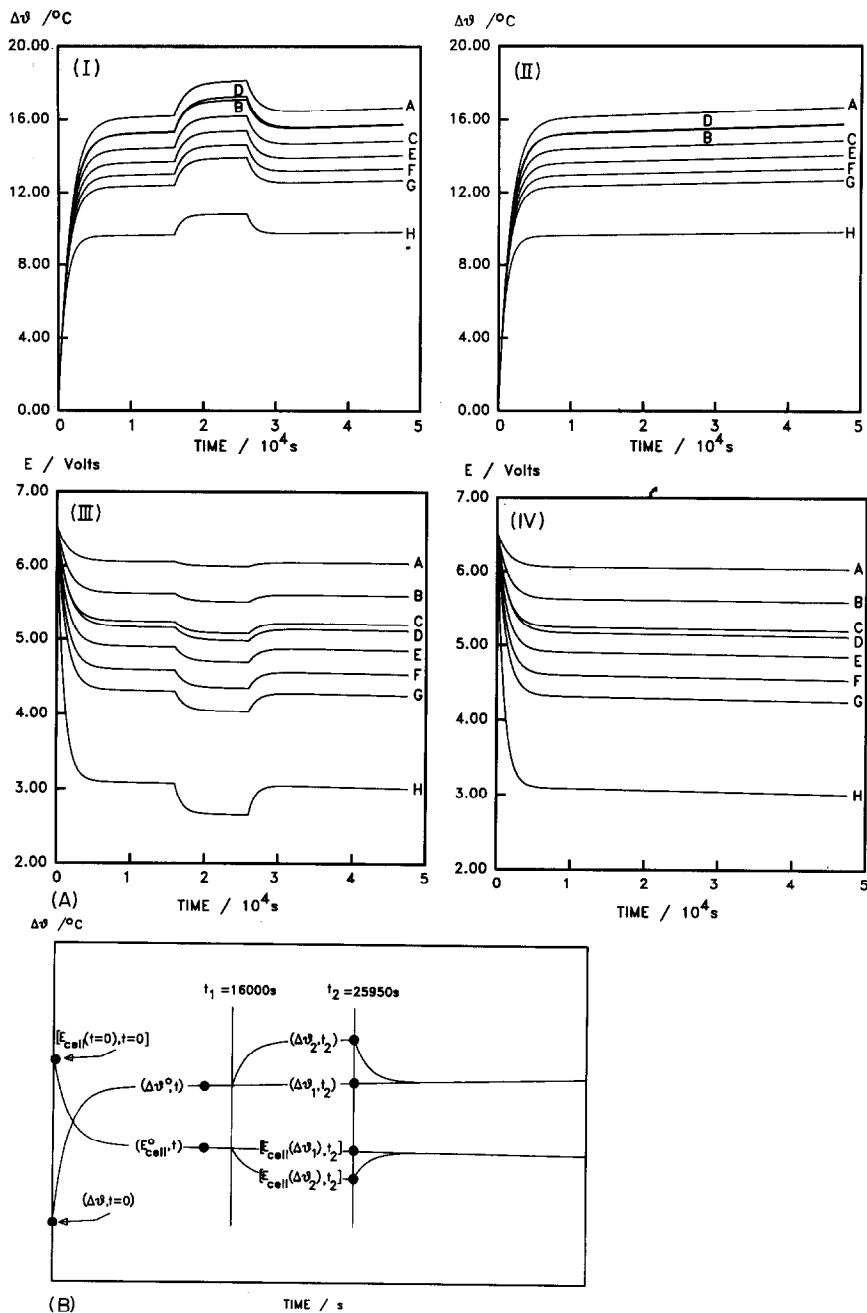 Δϑ /°C
(I)
20.00
16.00
12.00
8.00
4.00
0.00
D
B
A
C
E
F
G
H
0 1 2 3 4 5
TIME / 10⁴s
Δϑ /°C
(II)
20.00
16.00
12.00
8.00
4.00
0.00
D
B
A
C
E
F
G
H
0 1 2 3 4 5
TIME / 10⁴s
E / Volts
(III)
7.00
6.00
5.00
4.00
3.00
2.00
A
B
C
D
E
F
G
H
0 1 2 3 4 5
TIME / 10⁴s
(A)
E / Volts
(IV)
7.00
6.00
5.00
4.00
3.00
2.00
A
B
C
D
E
F
G
H
0 1 2 3 4 5
TIME / 10⁴s
Δϑ /°C
t₁ =16000s
t₂ =25950s
[E_cell(t=0),t=0]
(Δϑ₂,t₂)
(Δϑ°,t)
(Δϑ₁,t₂)
(E°_cell,t)
[E_cell(Δϑ₁),t₂]
[E_cell(Δϑ₂),t₂]
(Δϑ,t=0)
(B)
TIME / s